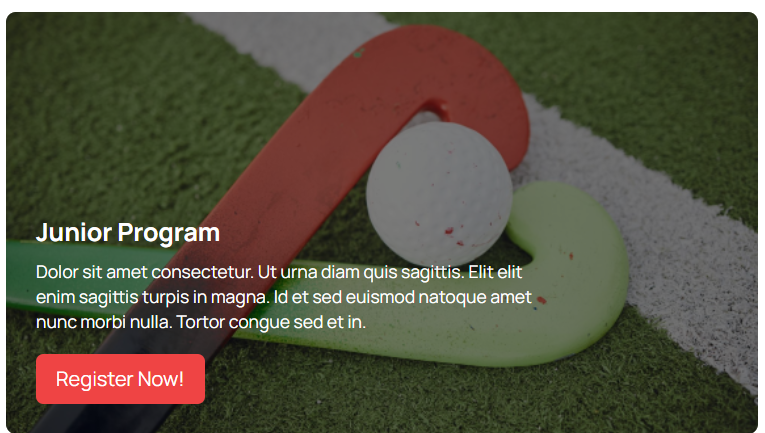 Junior Program
Dolor sit amet consectetur. Ut urna diam quis sagittis. Elit elit
enim sagittis turpis in magna. Id et sed euismod natoque amet
nunc morbi nulla. Tortor congue sed et in.
Register Now!